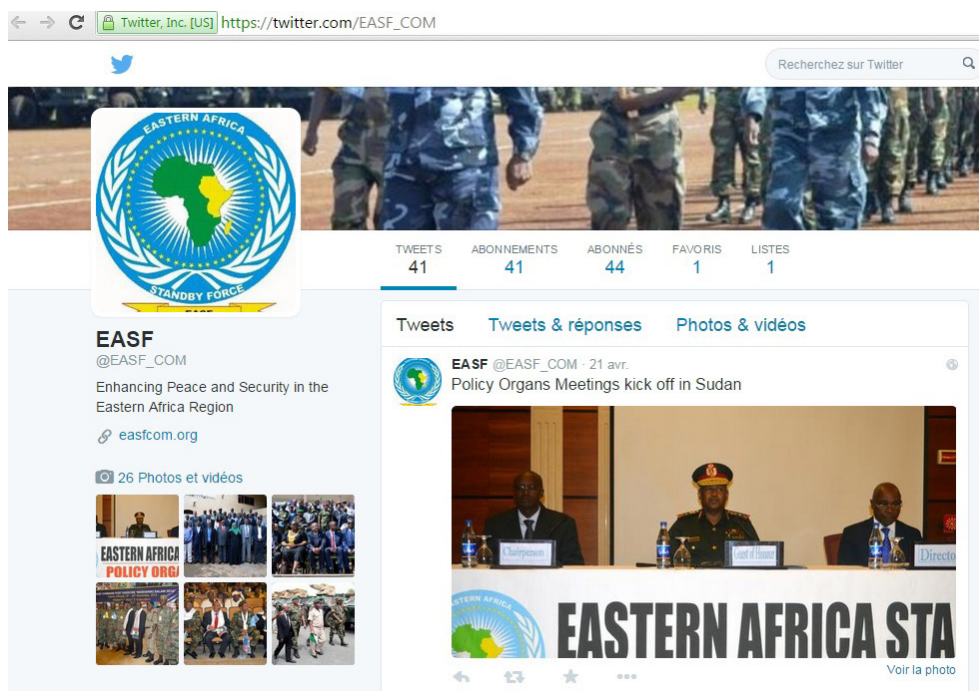 Twitter, Inc. [US] https://twitter.com/EASF_COM
Recherchez sur Twitter
EASTERN AFRICA
STANDBY FORCE
TWEETS ABONNEMENTS ABONNÉS FAVORIS LISTES
41 41 44 1 1
EASF
@EASF_COM
Enhancing Peace and Security in the
Eastern Africa Region
easfcom.org
26 Photos et vidéos
EASTERN AFRICA
POLICY ORGA
Tweets Tweets & réponses Photos & vidéos
EASF @EASF_COM · 21 avr.
Policy Organs Meetings kick off in Sudan
Chairperson
Guest of Honour
Directo
EASTERN AFRICA STA
Voir la photo